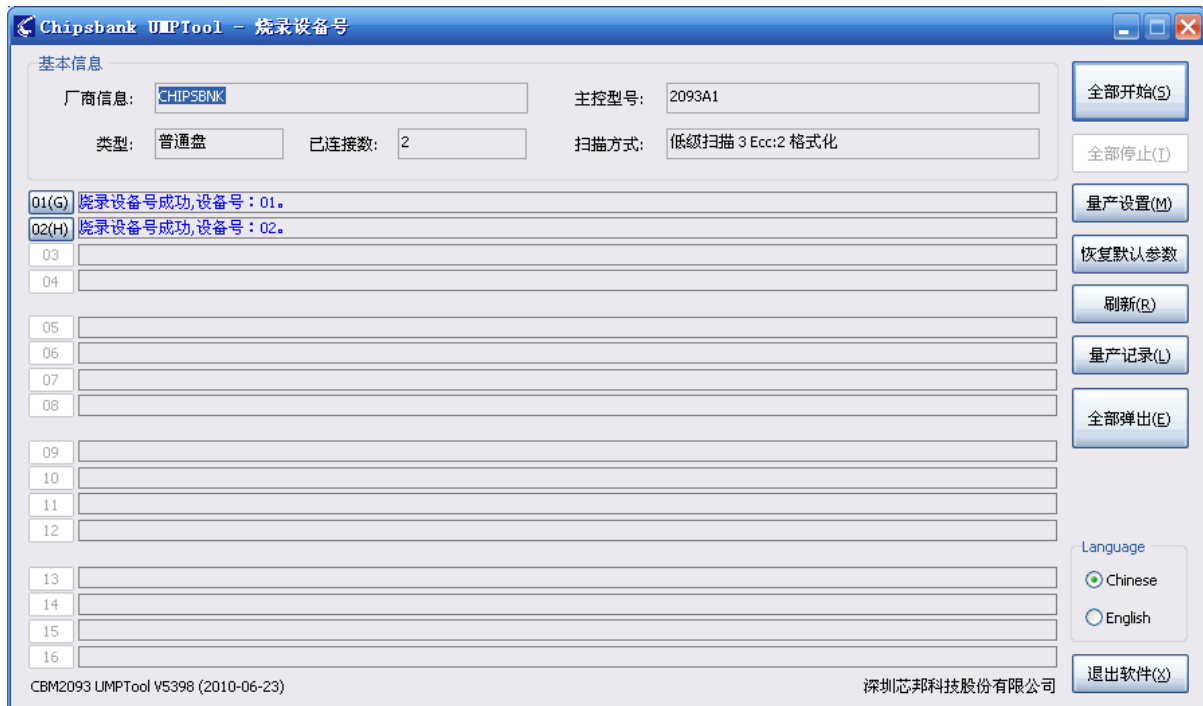 Chipsbank UMPTool - 烧录设备号
基本信息
厂商信息: CHIPSBNK 主控型号: 2093A1
类型: 普通盘 已连接数: 2 扫描方式: 低级扫描 3 Ecc:2 格式化
01(G) 烧录设备号成功,设备号：01。
02(H) 烧录设备号成功,设备号：02。
03
04
05
06
07
08
09
10
11
12
13
14
15
16
CBM2093 UMPTool V5398 (2010-06-23) 深圳芯邦科技股份有限公司
全部开始(S)
全部停止(T)
量产设置(M)
恢复默认参数
刷新(R)
量产记录(L)
全部弹出(E)
Language
Chinese
English
退出软件(X)